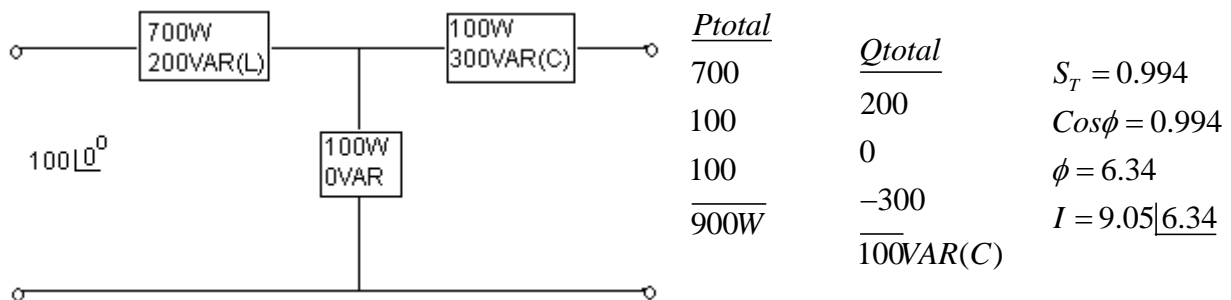 700W
200VAR(L)
100W
300VAR(C)
100W
0VAR
100|0⁰
Ptotal
700
100
100
900W
Qtotal
200
0
−300
100VAR(C)
S_T = 0.994
Cosϕ = 0.994
ϕ = 6.34
I = 9.05|6.34